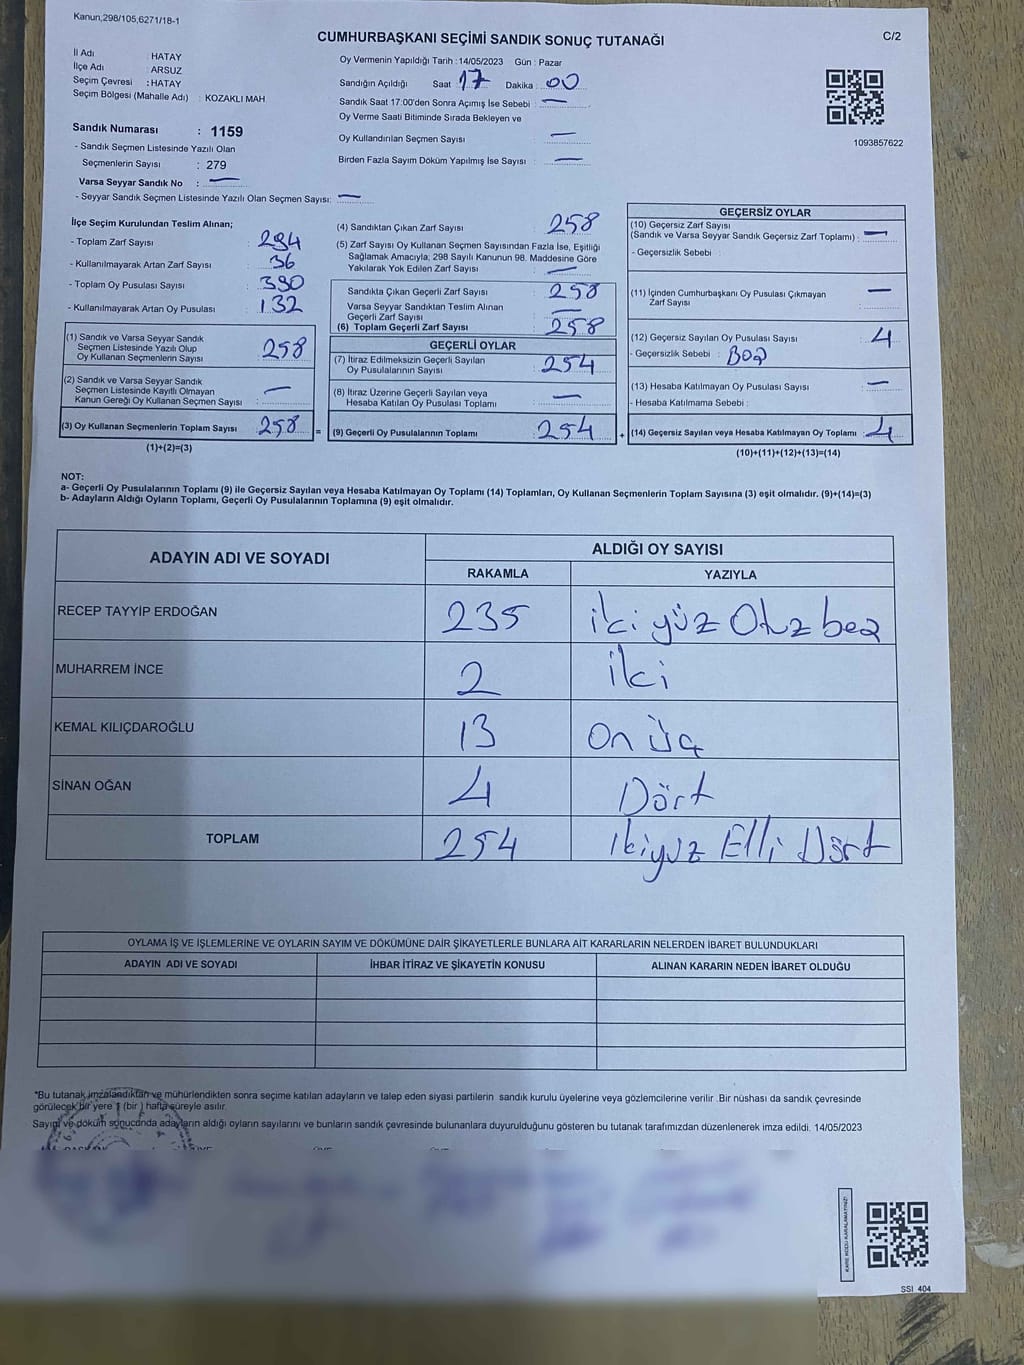 Kanun,298/105,6271/18-1
CUMHURBAŞKANI SEÇİMİ SANDIK SONUÇ TUTANAĞI
C/2
İl Adı : HATAY
İlçe Adı : ARSUZ
Seçim Çevresi : HATAY
Seçim Bölgesi (Mahalle Adı) : KOZAKLI MAH
Sandık Numarası : 1159
- Sandık Seçmen Listesinde Yazılı Olan
Seçmenlerin Sayısı : 279
Varsa Seyyar Sandık No : —
- Seyyar Sandık Seçmen Listesinde Yazılı Olan Seçmen Sayısı: —
Oy Vermenin Yapıldığı Tarih : 14/05/2023 Gün : Pazar
Sandığın Açıldığı Saat 17 Dakika : 00
Sandık Saat 17:00'den Sonra Açımış İse Sebebi : —
Oy Verme Saati Bitiminde Sırada Bekleyen ve
Oy Kullandırılan Seçmen Sayısı : —
Birden Fazla Sayım Döküm Yapılmış İse Sayısı : —
1093857622
İlçe Seçim Kurulundan Teslim Alınan;
- Toplam Zarf Sayısı : 294
- Kullanılmayarak Artan Zarf Sayısı : 36
- Toplam Oy Pusulası Sayısı : 390
- Kullanılmayarak Artan Oy Pusulası : 132
(1) Sandık ve Varsa Seyyar Sandık
Seçmen Listesinde Yazılı Olup
Oy Kullanan Seçmenlerin Sayısı : 258
(2) Sandık ve Varsa Seyyar Sandık
Seçmen Listesinde Kayıtlı Olmayan
Kanun Gereği Oy Kullanan Seçmen Sayısı : —
(3) Oy Kullanan Seçmenlerin Toplam Sayısı : 258
(1)+(2)=(3)
(4) Sandıktan Çıkan Zarf Sayısı : 258
(5) Zarf Sayısı Oy Kullanan Seçmen Sayısından Fazla İse, Eşitliği
Sağlamak Amacıyla, 298 Sayılı Kanunun 98. Maddesine Göre
Yakılarak Yok Edilen Zarf Sayısı : —
Sandıkta Çıkan Geçerli Zarf Sayısı : 258
Varsa Seyyar Sandıktan Teslim Alınan
Geçerli Zarf Sayısı : —
(6) Toplam Geçerli Zarf Sayısı : 258
GEÇERLİ OYLAR
(7) İtiraz Edilmeksizin Geçerli Sayılan
Oy Pusulalarının Sayısı : 254
(8) İtiraz Üzerine Geçerli Sayılan veya
Hesaba Katılan Oy Pusulası Toplamı : —
= (9) Geçerli Oy Pusulalarının Toplamı : 254
GEÇERSİZ OYLAR
(10) Geçersiz Zarf Sayısı
(Sandık ve Varsa Seyyar Sandık Geçersiz Zarf Toplamı) : —
- Geçersizlik Sebebi :
(11) İçinden Cumhurbaşkanı Oy Pusulası Çıkmayan
Zarf Sayısı : —
(12) Geçersiz Sayılan Oy Pusulası Sayısı : 4
- Geçersizlik Sebebi : Boş
(13) Hesaba Katılmayan Oy Pusulası Sayısı : —
- Hesaba Katılmama Sebebi :
+ (14) Geçersiz Sayılan veya Hesaba Katılmayan Oy Toplamı : 4
(10)+(11)+(12)+(13)=(14)
NOT:
a- Geçerli Oy Pusulalarının Toplamı (9) ile Geçersiz Sayılan veya Hesaba Katılmayan Oy Toplamı (14) Toplamları, Oy Kullanan Seçmenlerin Toplam Sayısına (3) eşit olmalıdır. (9)+(14)=(3)
b- Adayların Aldığı Oyların Toplamı, Geçerli Oy Pusulalarının Toplamına (9) eşit olmalıdır.
ADAYIN ADI VE SOYADI
ALDIĞI OY SAYISI
RAKAMLA YAZIYLA
RECEP TAYYİP ERDOĞAN 235 iki yüz Otuz beş
MUHARREM İNCE 2 iki
KEMAL KILIÇDAROĞLU 13 On üç
SİNAN OĞAN 4 Dört
TOPLAM 254 İkiyüz Elli Dört
OYLAMA İŞ VE İŞLEMLERİNE VE OYLARIN SAYIM VE DÖKÜMÜNE DAİR ŞİKAYETLERLE BUNLARA AİT KARARLARIN NELERDEN İBARET BULUNDUKLARI
ADAYIN ADI VE SOYADI İHBAR İTİRAZ VE ŞİKAYETİN KONUSU ALINAN KARARIN NEDEN İBARET OLDUĞU
*Bu tutanak imzalandıktan ve mühürlendikten sonra seçime katılan adayların ve talep eden siyasi partilerin sandık kurulu üyelerine veya gözlemcilerine verilir .Bir nüshası da sandık çevresinde
görülecek bir yere 1 (bir ) hafta süreyle asılır.
Sayım ve döküm sonucunda adayların aldığı oyların sayılarını ve bunların sandık çevresinde bulunanlara duyurulduğunu gösteren bu tutanak tarafımızdan düzenlenerek imza edildi. 14/05/2023
KARE KODU KARALAMAYINIZ!
SSI 404